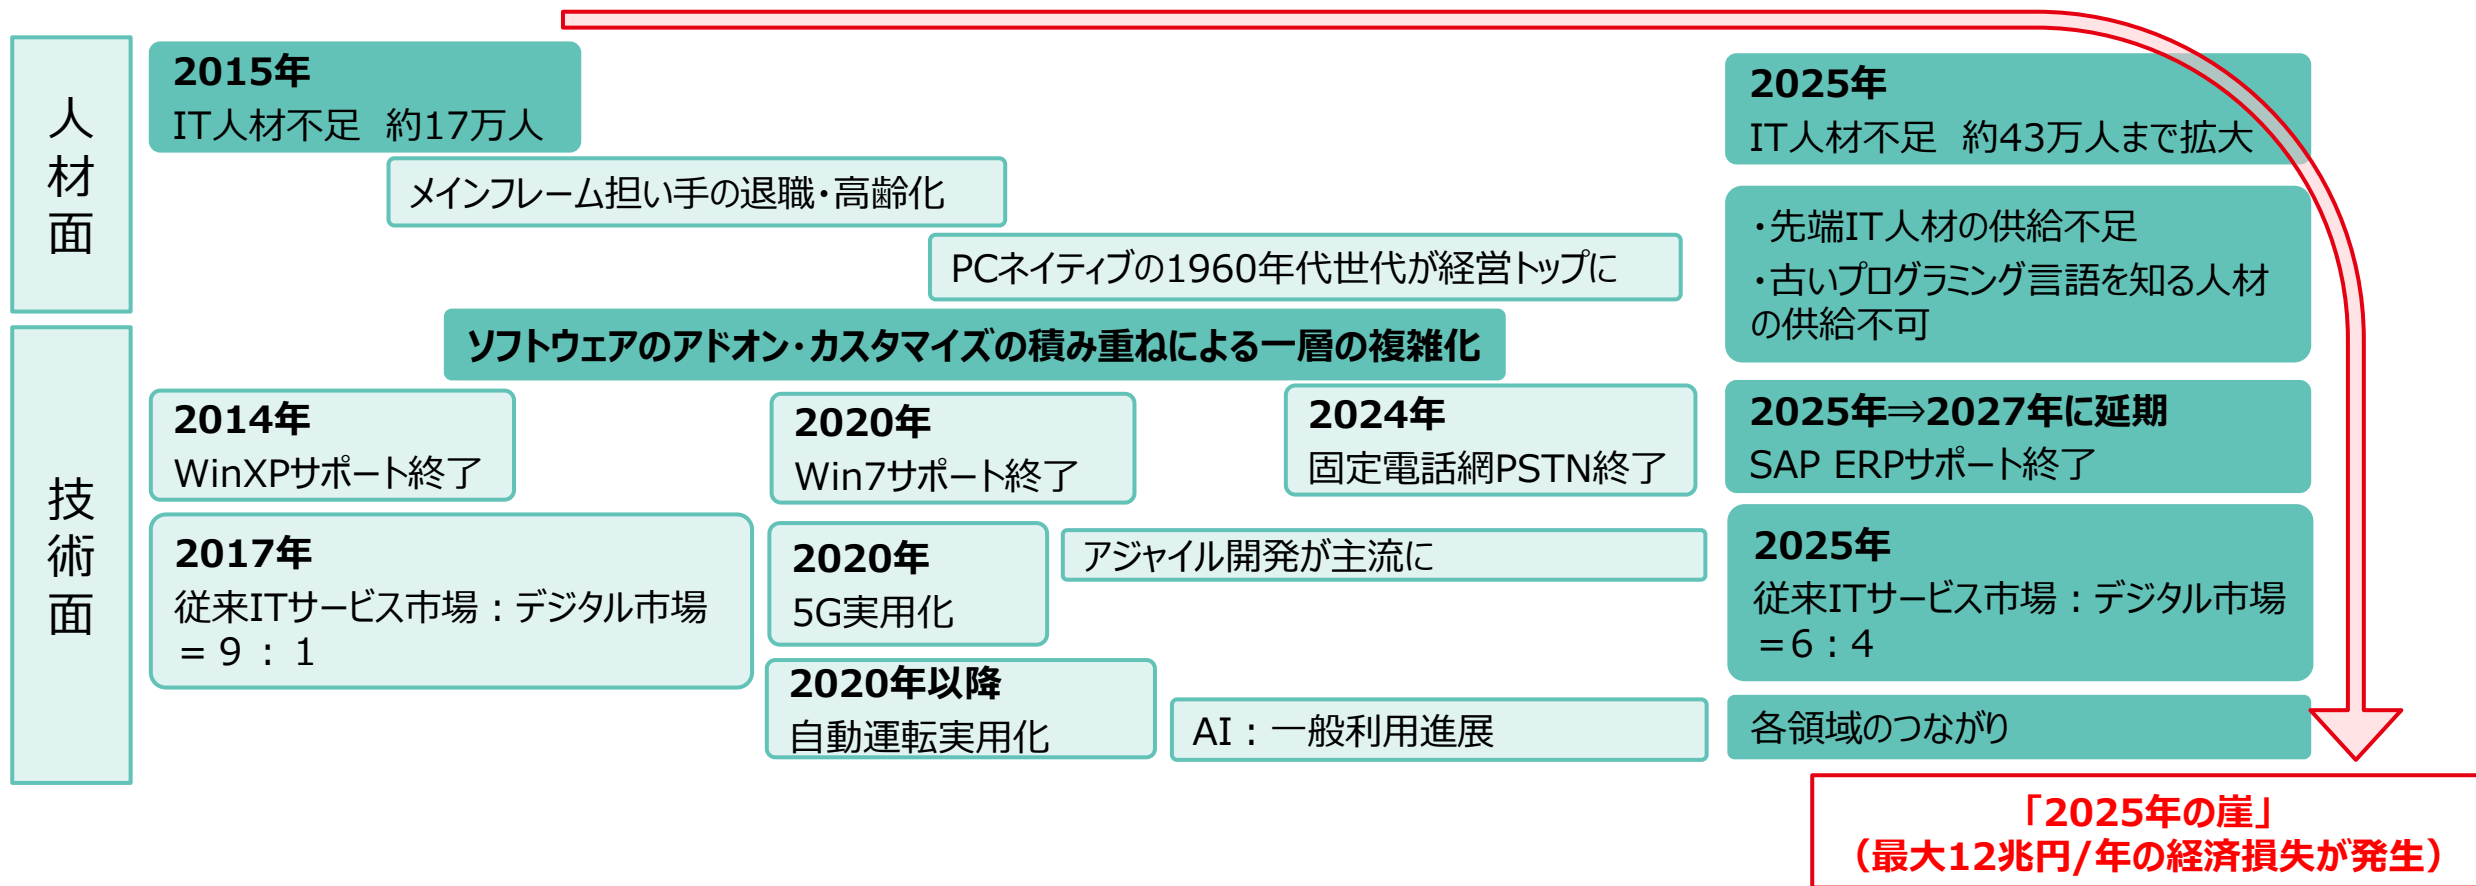 人材面
2015年
IT人材不足 約17万人
メインフレーム担い手の退職・高齢化
PCネイティブの1960年代世代が経営トップに
2025年
IT人材不足 約43万人まで拡大
・先端IT人材の供給不足
・古いプログラミング言語を知る人材
の供給不可
ソフトウェアのアドオン・カスタマイズの積み重ねによる一層の複雑化
技術面
2014年
WinXPサポート終了
2020年
Win7サポート終了
2024年
固定電話網PSTN終了
2025年⇒2027年に延期
SAP ERPサポート終了
2017年
従来ITサービス市場：デジタル市場
= 9 : 1
2020年
5G実用化
アジャイル開発が主流に
2025年
従来ITサービス市場：デジタル市場
=6:4
2020年以降
自動運転実用化
AI：一般利用進展
各領域のつながり
「2025年の崖」
（最大12兆円/年の経済損失が発生）